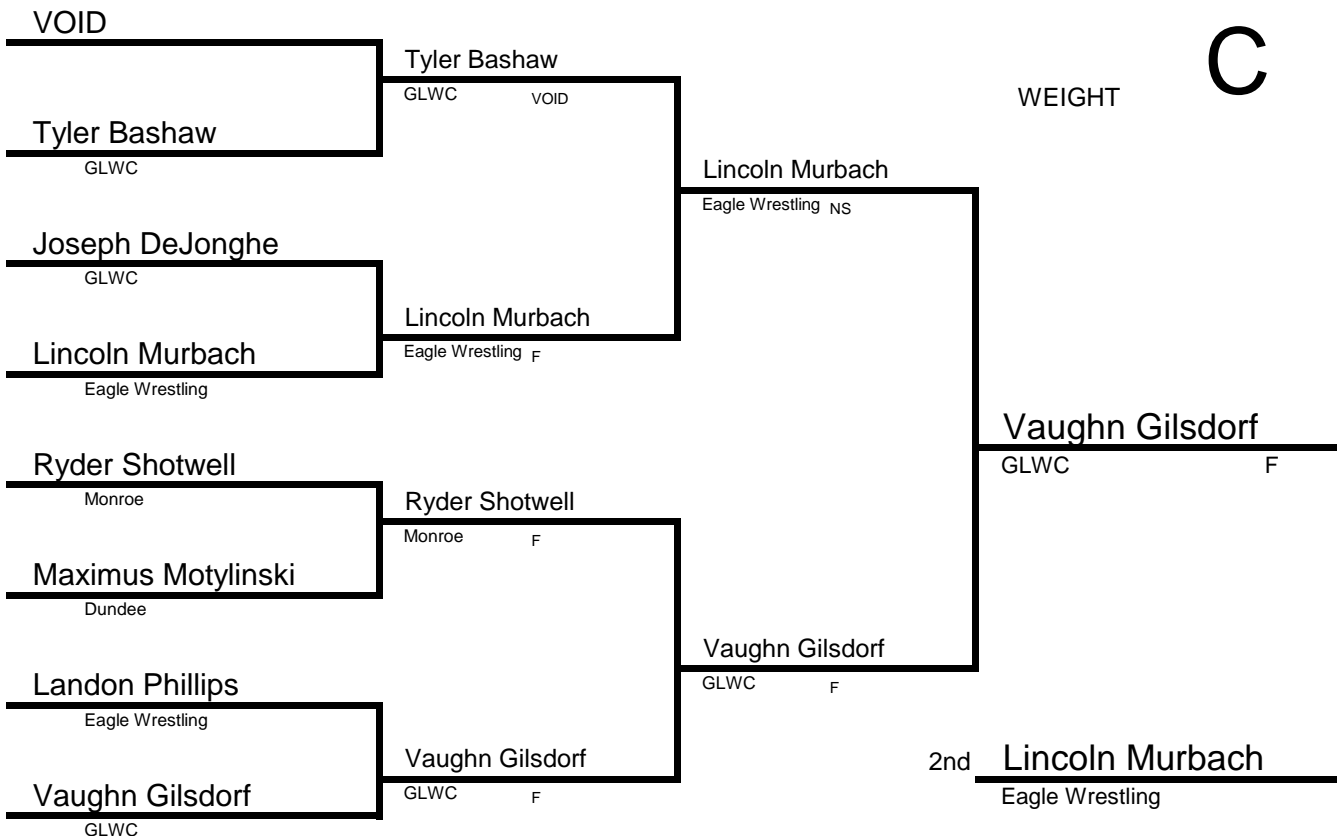 VOID
Tyler Bashaw
GLWC
Joseph DeJonghe
GLWC
Lincoln Murbach
Eagle Wrestling
Ryder Shotwell
Monroe
Maximus Motylinski
Dundee
Landon Phillips
Eagle Wrestling
Vaughn Gilsdorf
GLWC
Tyler Bashaw
GLWC VOID
Lincoln Murbach
Eagle Wrestling F
Ryder Shotwell
Monroe F
Vaughn Gilsdorf
GLWC F
Lincoln Murbach
Eagle Wrestling NS
Vaughn Gilsdorf
GLWC F
WEIGHT C
Vaughn Gilsdorf
GLWC F
2nd Lincoln Murbach
Eagle Wrestling